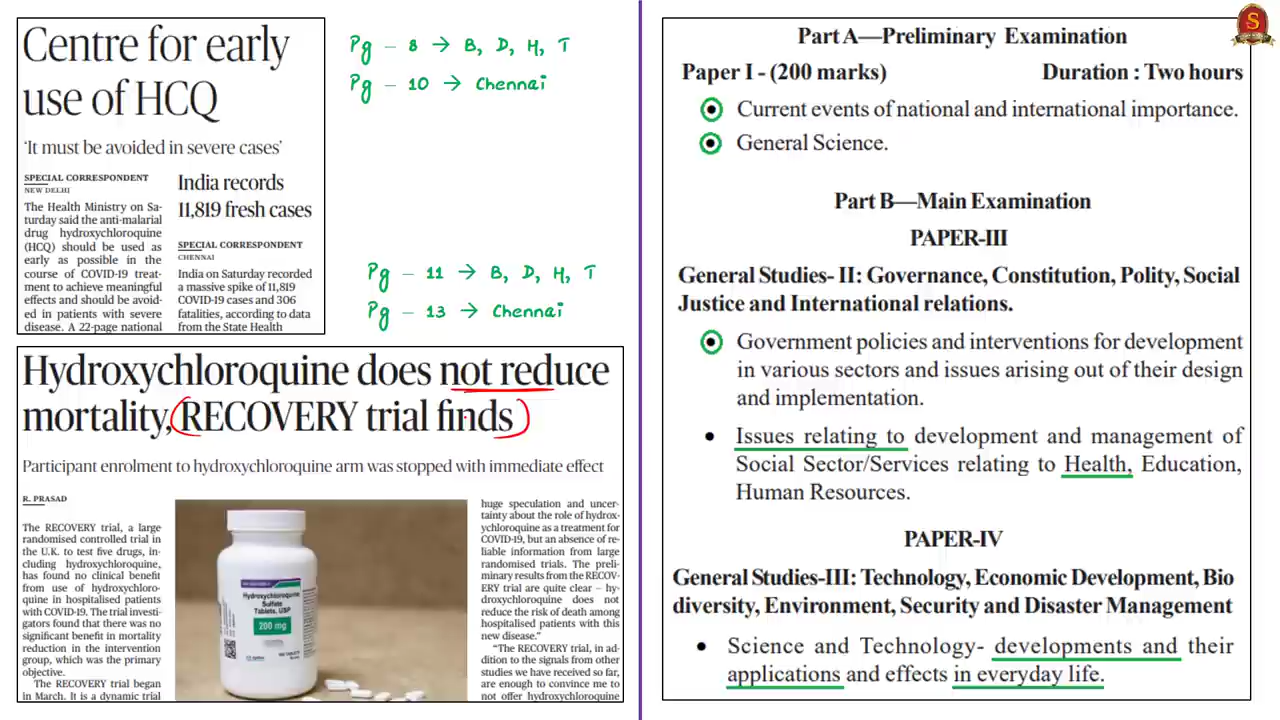 Centre for early
use of HCQ
'It must be avoided in severe cases'
SPECIAL CORRESPONDENT
NEW DELHI
The Health Ministry on Sa-
turday said the anti-malarial
drug hydroxychloroquine
(HCQ) should be used as
early as possible in the
course of COVID-19 treat-
ment to achieve meaningful
effects and should be avoid-
ed in patients with severe
disease. A 22-page national
India records
11,819 fresh cases
SPECIAL CORRESPONDENT
CHENNAI
India on Saturday recorded
a massive spike of 11,819
COVID-19 cases and 306
fatalities, according to data
from the State Health
Pg - 8 → B, D, H, T
Pg - 10 → Chennai
Pg - 11 → B, D, H, T
Pg - 13 → Chennai
Hydroxychloroquine does not reduce
mortality, RECOVERY trial finds
Participant enrolment to hydroxychloroquine arm was stopped with immediate effect
R. PRASAD
The RECOVERY trial, a large
randomised controlled trial in
the U.K. to test five drugs, in-
cluding hydroxychloroquine,
has found no clinical benefit
from use of hydroxychloro-
quine in hospitalised patients
with COVID-19. The trial investi-
gators found that there was no
significant benefit in mortality
reduction in the intervention
group, which was the primary
objective.
The RECOVERY trial began
in March. It is a dynamic trial
Hydroxychloroquine
Sulfate
Tablets, USP
200 mg
huge speculation and uncer-
tainty about the role of hydrox-
ychloroquine as a treatment for
COVID-19, but an absence of re-
liable information from large
randomised trials. The preli-
minary results from the RECOV-
ERY trial are quite clear – hy-
droxychloroquine does not
reduce the risk of death among
hospitalised patients with this
new disease."
"The RECOVERY trial, in ad-
dition to the signals from other
studies we have received so far,
are enough to convince me to
not offer hydroxychloroquine
Part A—Preliminary Examination
Paper I - (200 marks) Duration : Two hours
Current events of national and international importance.
General Science.
Part B—Main Examination
PAPER-III
General Studies- II: Governance, Constitution, Polity, Social
Justice and International relations.
Government policies and interventions for development
in various sectors and issues arising out of their design
and implementation.
• Issues relating to development and management of
Social Sector/Services relating to Health, Education,
Human Resources.
PAPER-IV
General Studies-III: Technology, Economic Development, Bio
diversity, Environment, Security and Disaster Management
• Science and Technology- developments and their
applications and effects in everyday life.